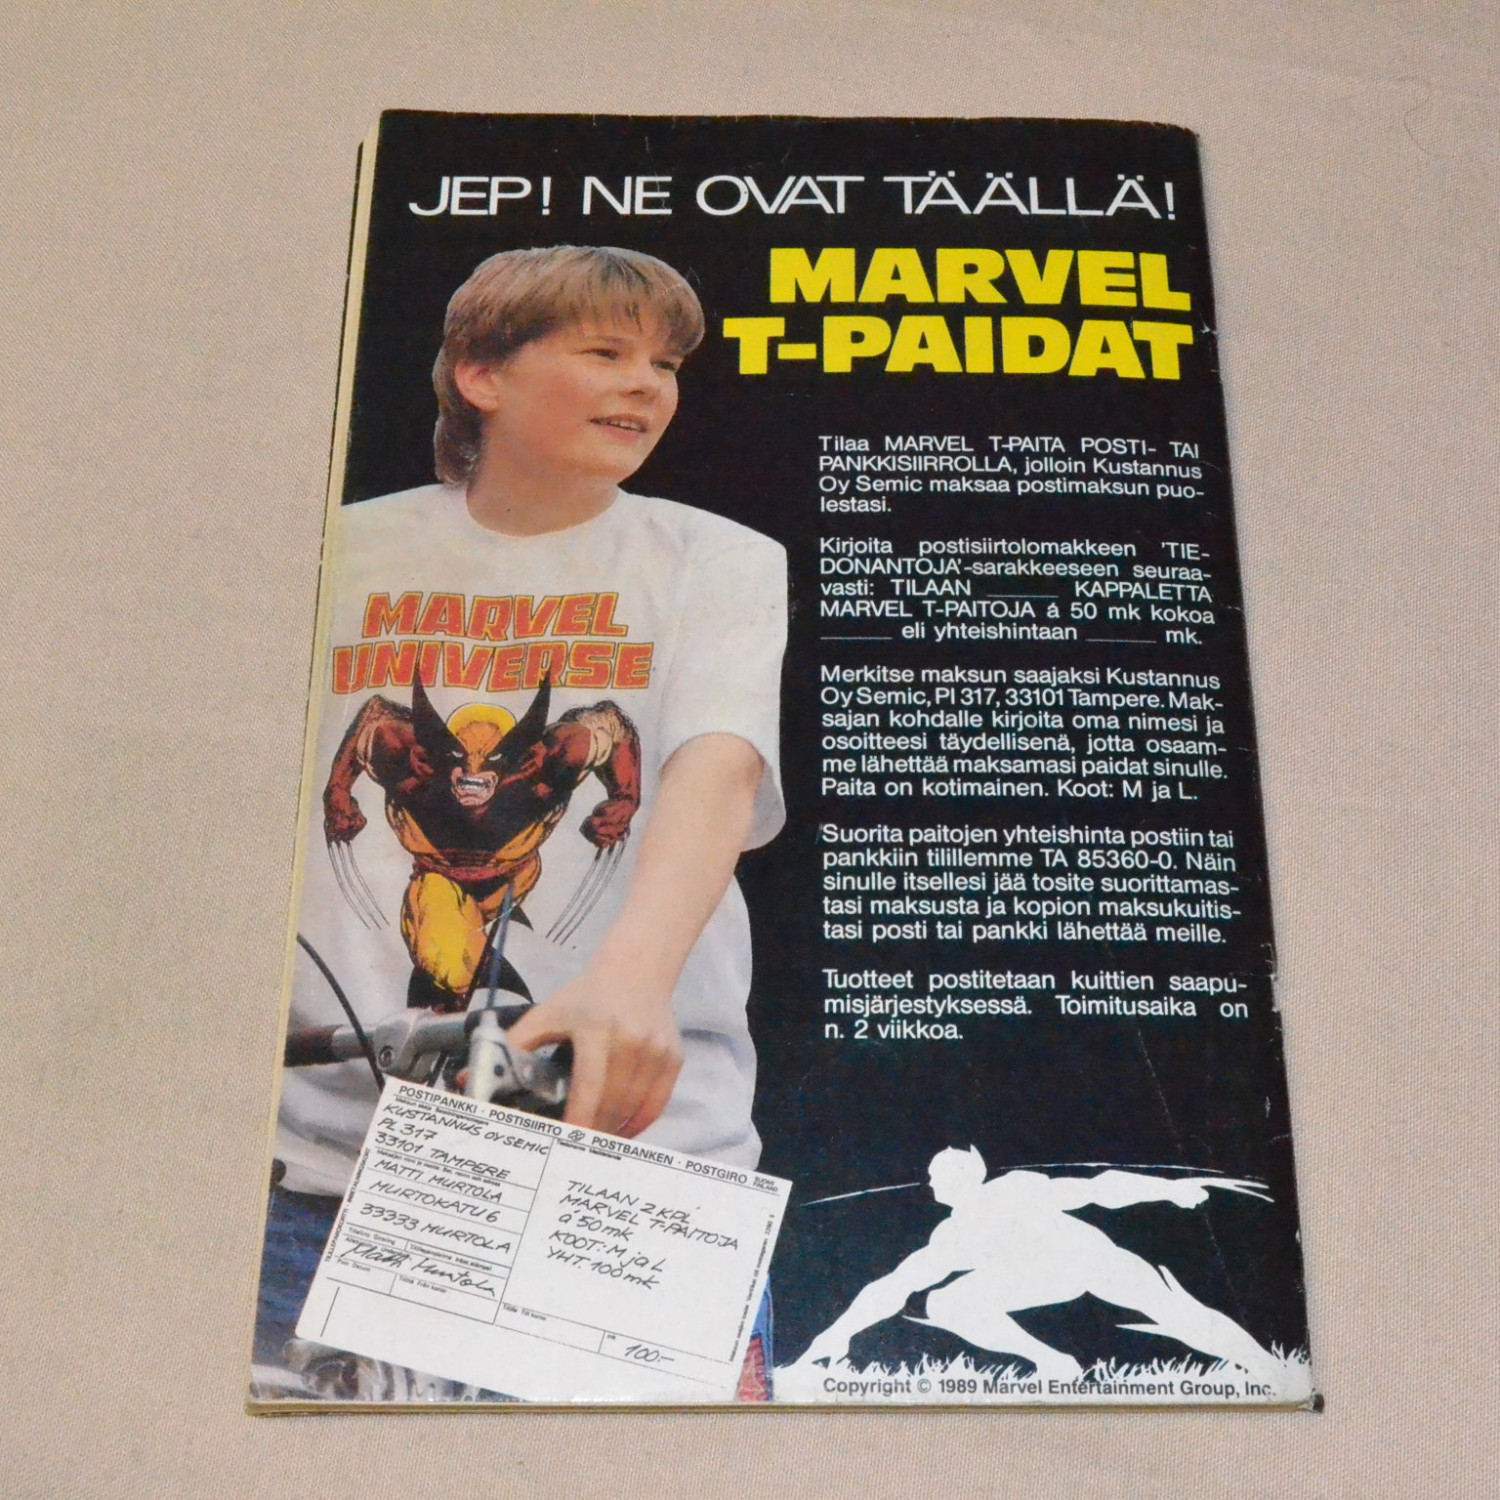 JEP! NE OVAT TÄÄLLÄ!
MARVEL
T-PAIDAT
Tilaa MARVEL T-PAITA POSTI- TAI
PANKKISIIRROLLA, jolloin Kustannus
Oy Semic maksaa postimaksun puo-
lestasi.
Kirjoita postisiirtolomakkeen 'TIE-
DONANTOJA'-sarakkeeseen seuraa-
vasti: TILAAN ______ KAPPALETTA
MARVEL T-PAITOJA á 50 mk kokoa
______ eli yhteishintaan ______ mk.
Merkitse maksun saajaksi Kustannus
Oy Semic, Pl 317, 33101 Tampere. Mak-
sajan kohdalle kirjoita oma nimesi ja
osoitteesi täydellisenä, jotta osaam-
me lähettää maksamasi paidat sinulle.
Paita on kotimainen. Koot: M ja L.
Suorita paitojen yhteishinta postiin tai
pankkiin tilillemme TA 85360-0. Näin
sinulle itsellesi jää tosite suorittamas-
tasi maksusta ja kopion maksukuitis-
tasi posti tai pankki lähettää meille.
Tuotteet postitetaan kuittien saapu-
misjärjestyksessä. Toimitusaika on
n. 2 viikkoa.
MARVEL
UNIVERSE
POSTIPANKKI · POSTISIIRTO POSTBANKEN · POSTGIRO SUOMI FINLAND
KUSTANNUS OY SEMIC
PL 317
33101 TAMPERE
MATTI MURTOLA
MURTOKATU 6
33333 MURTOLA
Matti Murtola
TILAAN 2 KPL
MARVEL T-PAITOJA
á 50mk
KOOT: M ja L
YHT. 100mk
mk
100:-
Copyright © 1989 Marvel Entertainment Group, Inc.